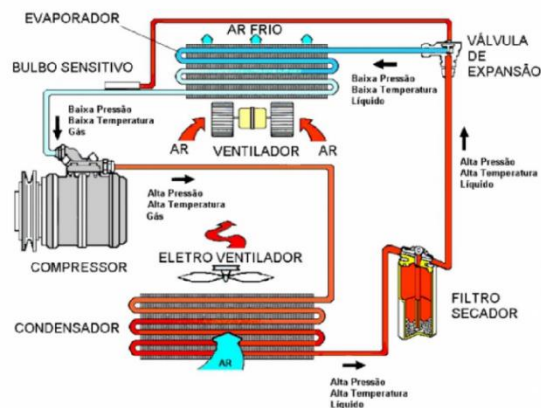 EVAPORADOR
AR FRIO
VÁLVULA
DE
EXPANSÃO
BULBO SENSITIVO
Baixa Pressão
Baixa Temperatura
Líquido
Baixa Pressão
Baixa Temperatura
Gás
AR
VENTILADOR
AR
Alta Pressão
Alta Temperatura
Líquido
Alta Pressão
Alta Temperatura
Gás
COMPRESSOR
ELETRO VENTILADOR
FILTRO
SECADOR
CONDENSADOR
AR
Alta Pressão
Alta Temperatura
Líquido